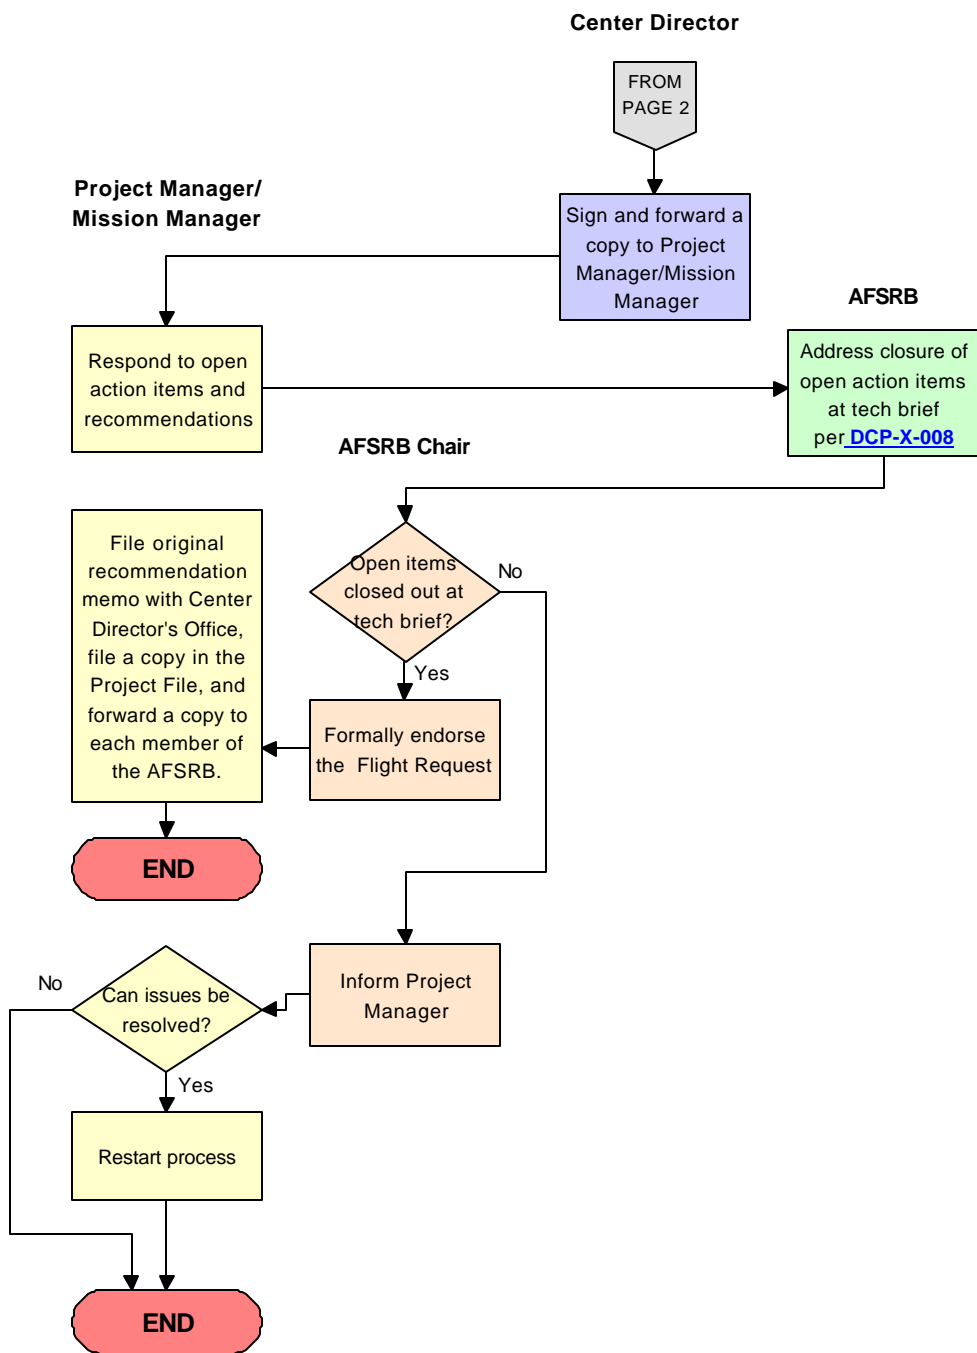 Center Director
FROM
PAGE 2
Project Manager/
Mission Manager
Sign and forward a
copy to Project
Manager/Mission
Manager
AFSRB
Respond to open
action items and
recommendations
Address closure of
open action items
at tech brief
per DCP-X-008
AFSRB Chair
Open items
closed out at
tech brief?
No
Yes
File original
recommendation
memo with Center
Director's Office,
file a copy in the
Project File, and
forward a copy to
each member of
the AFSRB.
Formally endorse
the Flight Request
END
Inform Project
Manager
No
Can issues be
resolved?
Yes
Restart process
END